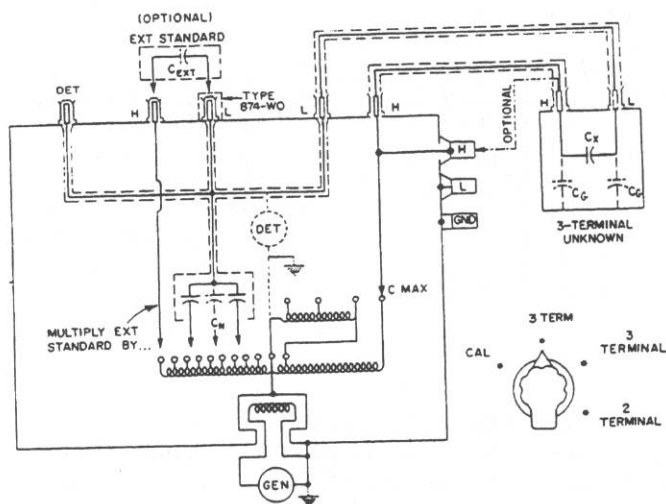 (OPTIONAL)
EXT STANDARD
C EXT
DET
H
L
TYPE
874-WO
L
H
OPTIONAL
H
L
GND
H
L
CX
CG
CG
3-TERMINAL
UNKNOWN
DET
C MAX
CN
MULTIPLY EXT
STANDARD BY...
3 TERM
CAL
3
TERMINAL
2
TERMINAL
GEN